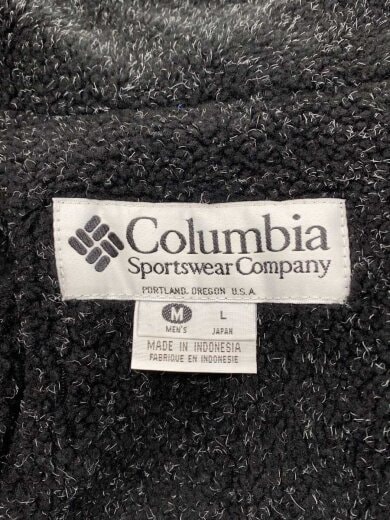 Columbia
Sportswear Company
PORTLAND, OREGON U.S.A.
M L
MEN'S JAPAN
MADE IN INDONESIA
FABRIQUE EN INDONESIE